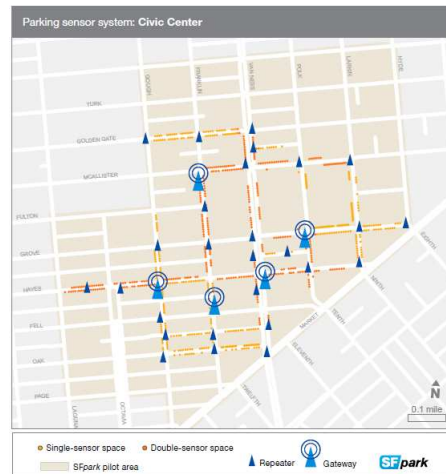 Parking sensor system: Civic Center
GOUGH
FRANKLIN
VAN NESS
POLK
LARKIN
HYDE
TURK
GOLDEN GATE
MCALLISTER
FULTON
GROVE
HAYES
FELL
OAK
PAGE
EIGHTH
NINTH
MARKET
TENTH
ELEVENTH
TWELFTH
LAGUNA
OCTAVIA
N
0.1 mile
Single-sensor space
Double-sensor space
Repeater
Gateway
SFpark
SFpark pilot area